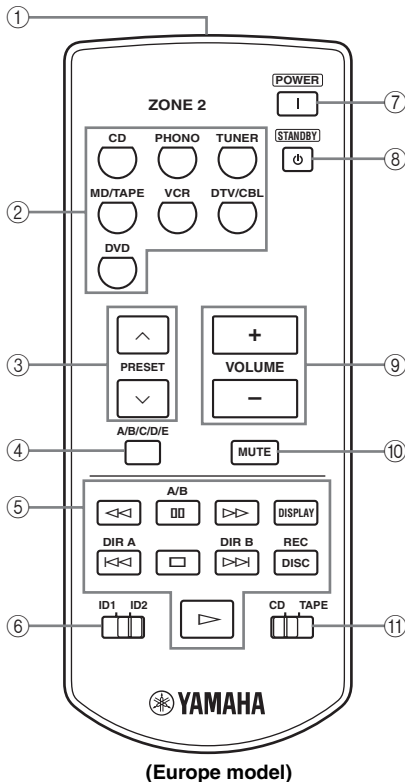 ①
POWER
I
⑦
ZONE 2
STANDBY
⑧
CD PHONO TUNER
②
MD/TAPE VCR DTV/CBL
DVD
③
PRESET
+
VOLUME
–
⑨
④
A/B/C/D/E
MUTE
⑩
⑤
A/B
DISPLAY
DIR A DIR B REC
DISC
⑥
ID1 ID2
CD TAPE
⑪
YAMAHA
(Europe model)